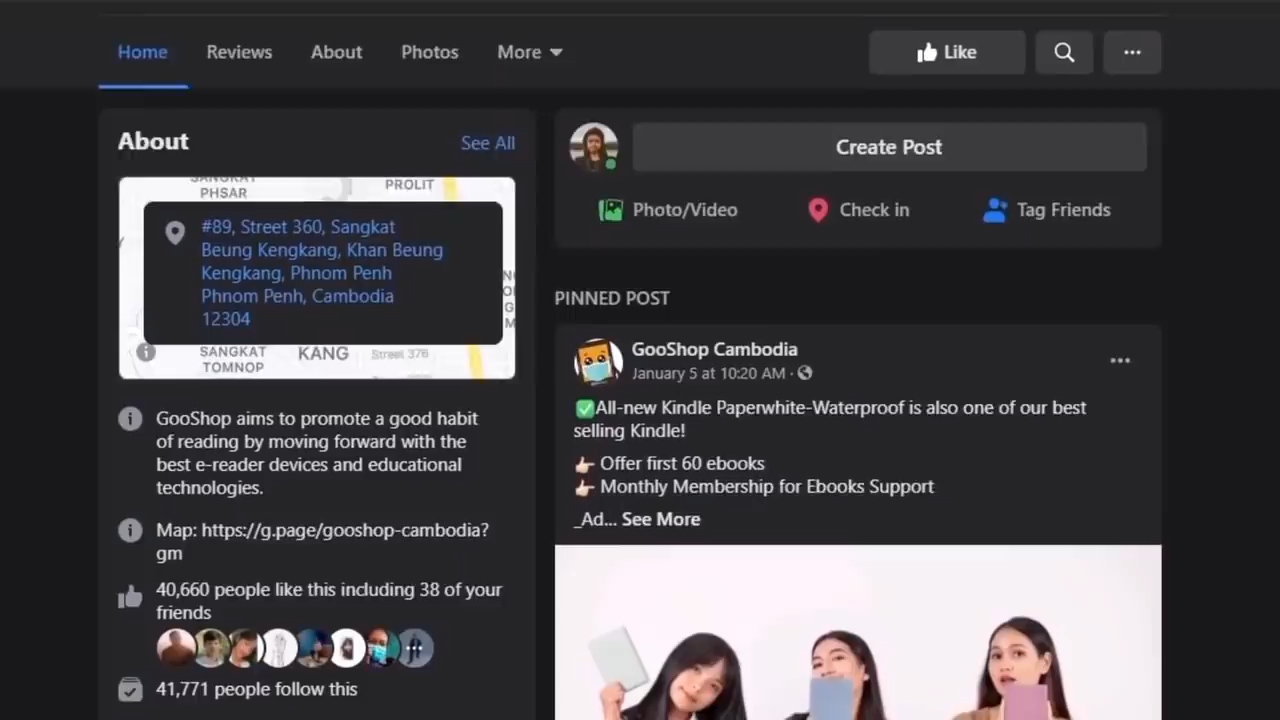 Home
Reviews
About
Photos
More
Like
About
See All
SANGKAT
PHSAR
PROLIT
#89, Street 360, Sangkat
Beung Kengkang, Khan Beung
Kengkang, Phnom Penh
Phnom Penh, Cambodia
12304
SANGKAT
TOMNOP
KANG
Street 376
GooShop aims to promote a good habit
of reading by moving forward with the
best e-reader devices and educational
technologies.
Map: https://g.page/gooshop-cambodia?
gm
40,660 people like this including 38 of your
friends
41,771 people follow this
Create Post
Photo/Video
Check in
Tag Friends
PINNED POST
GooShop Cambodia
January 5 at 10:20 AM ·
✅All-new Kindle Paperwhite-Waterproof is also one of our best
selling Kindle!
👉🏻 Offer first 60 ebooks
👉🏻 Monthly Membership for Ebooks Support
_Ad... See More